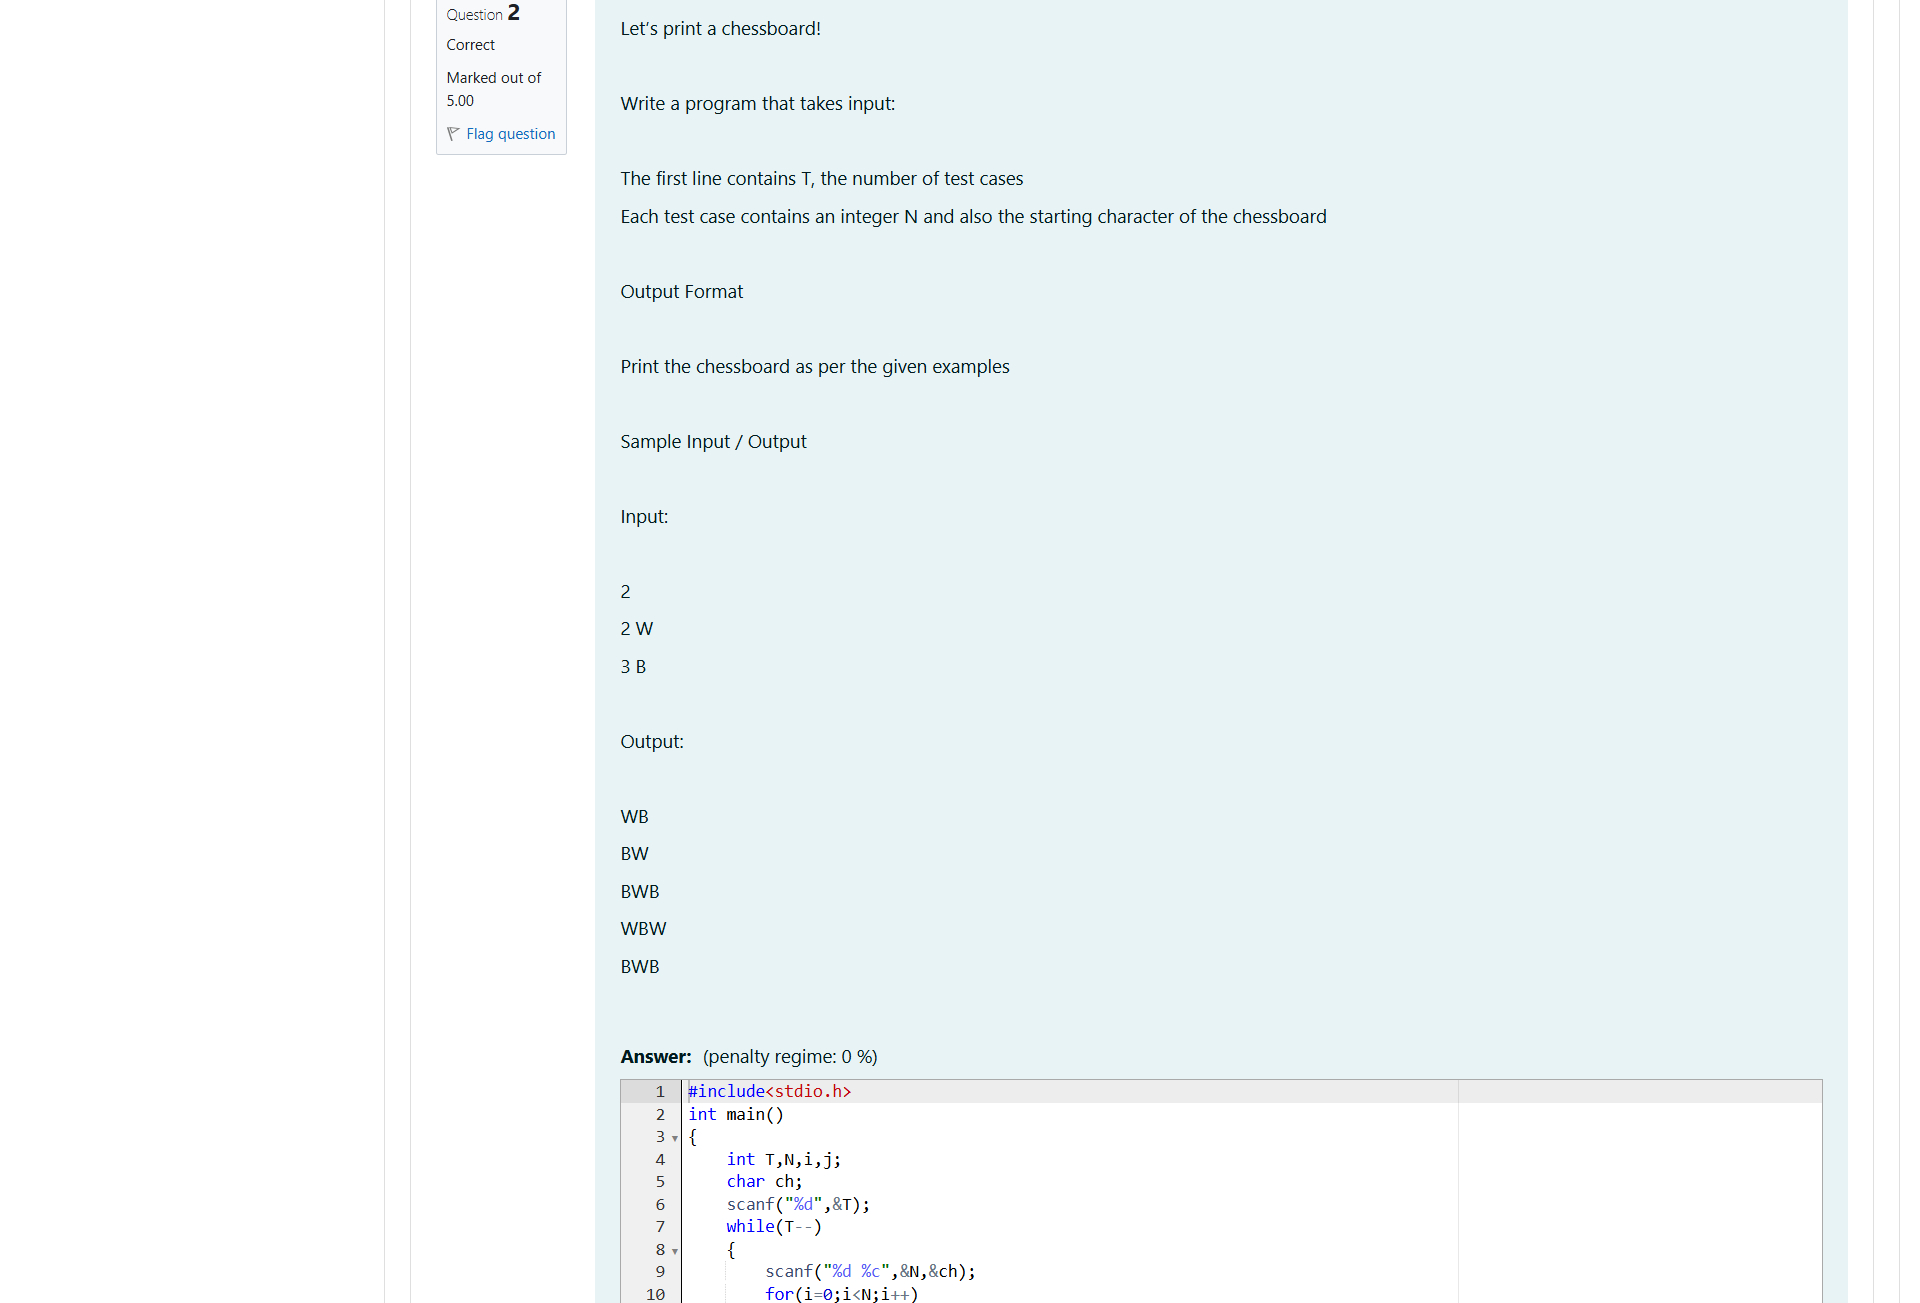 Question 2
Correct
Marked out of
5.00
Flag question
Let's print a chessboard!
Write a program that takes input:
The first line contains T, the number of test cases
Each test case contains an integer N and also the starting character of the chessboard
Output Format
Print the chessboard as per the given examples
Sample Input / Output
Input:
2
2 W
3 B
Output:
WB
BW
BWB
WBW
BWB
Answer: (penalty regime: 0 %)
1 #include<stdio.h>
2 int main()
3 {
4 int T,N,i,j;
5 char ch;
6 scanf("%d",&T);
7 while(T--)
8 {
9 scanf("%d %c",&N,&ch);
10 for(i=0;i<N;i++)